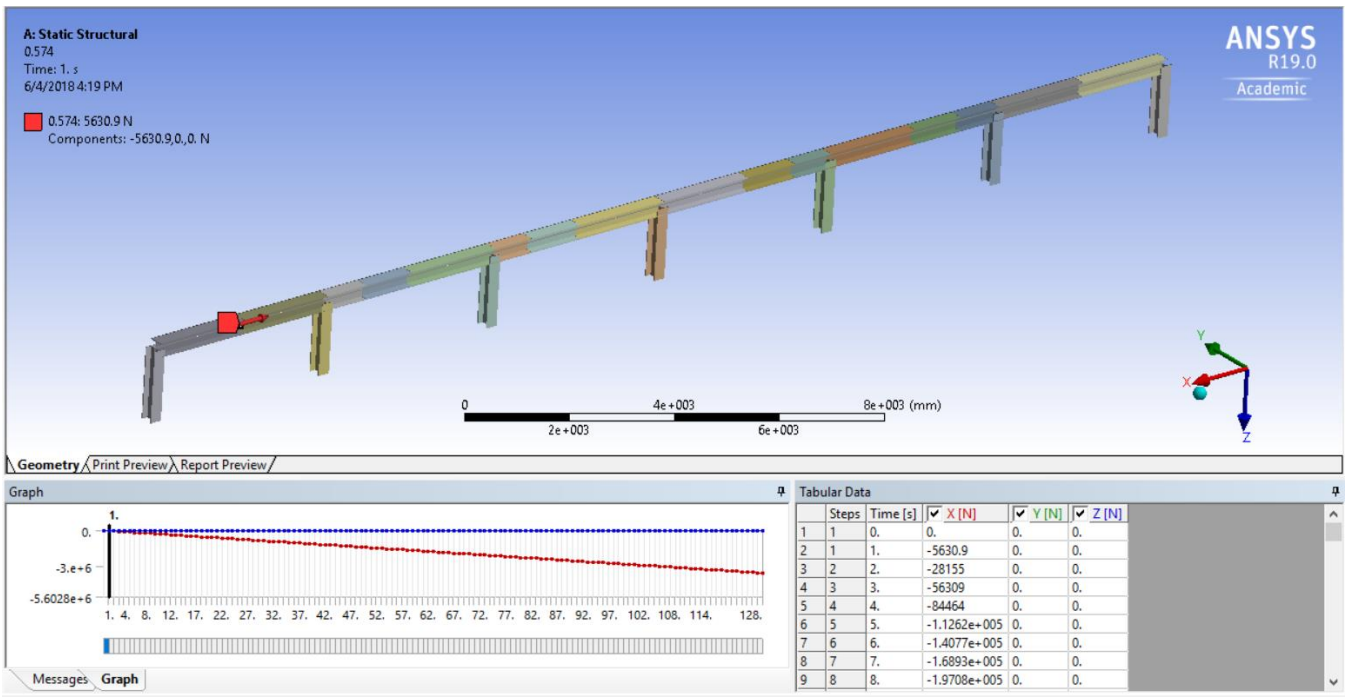 A: Static Structural
0.574
Time: 1. s
6/4/2018 4:19 PM
0.574: 5630.9 N
Components: -5630.9,0.,0. N
ANSYS
R19.0
Academic
Y
X
Z
0 4e+003 8e+003 (mm)
2e+003 6e+003
Geometry Print Preview Report Preview
Graph
1.
0.
-3.e+6
-5.6028e+6
1. 4. 8. 12. 17. 22. 27. 32. 37. 42. 47. 52. 57. 62. 67. 72. 77. 82. 87. 92. 97. 102. 108. 114. 128.
Messages Graph
Tabular Data
Steps Time [s] X [N] Y [N] Z [N]
1 1 0. 0. 0. 0.
2 1 1. -5630.9 0. 0.
3 2 2. -28155 0. 0.
4 3 3. -56309 0. 0.
5 4 4. -84464 0. 0.
6 5 5. -1.1262e+005 0. 0.
7 6 6. -1.4077e+005 0. 0.
8 7 7. -1.6893e+005 0. 0.
9 8 8. -1.9708e+005 0. 0.